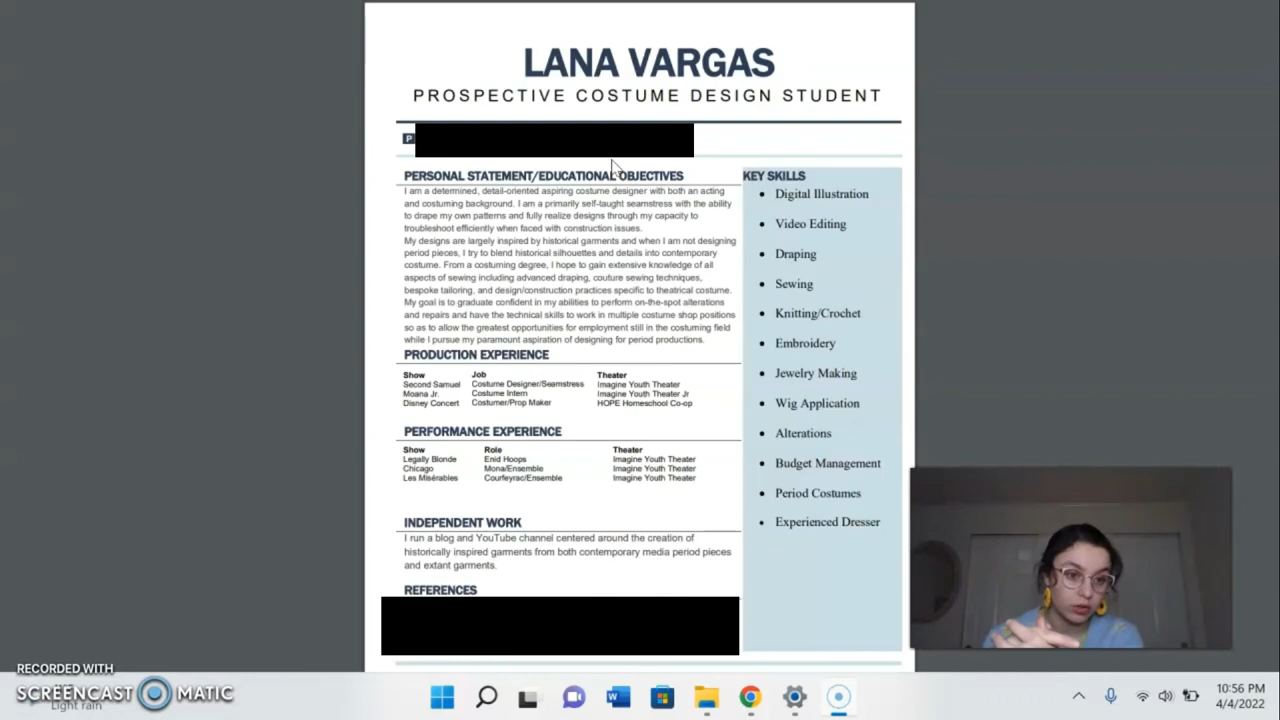 LANA VARGAS
PROSPECTIVE COSTUME DESIGN STUDENT
P
PERSONAL STATEMENT/EDUCATIONAL OBJECTIVES
I am a determined, detail-oriented aspiring costume designer with both an acting
and costuming background. I am a primarily self-taught seamstress with the ability
to drape my own patterns and fully realize designs through my capacity to
troubleshoot efficiently when faced with construction issues.
My designs are largely inspired by historical garments and when I am not designing
period pieces, I try to blend historical silhouettes and details into contemporary
costume. From a costuming degree, I hope to gain extensive knowledge of all
aspects of sewing including advanced draping, couture sewing techniques,
bespoke tailoring, and design/construction practices specific to theatrical costume.
My goal is to graduate confident in my abilities to perform on-the-spot alterations
and repairs and have the technical skills to work in multiple costume shop positions
so as to allow the greatest opportunities for employment still in the costuming field
while I pursue my paramount aspiration of designing for period productions.
PRODUCTION EXPERIENCE
Show Job Theater
Second Samuel Costume Designer/Seamstress Imagine Youth Theater
Moana Jr. Costume Intern Imagine Youth Theater Jr
Disney Concert Costumer/Prop Maker HOPE Homeschool Co-op
PERFORMANCE EXPERIENCE
Show Role Theater
Legally Blonde Enid Hoops Imagine Youth Theater
Chicago Mona/Ensemble Imagine Youth Theater
Les Misérables Courfeyrac/Ensemble Imagine Youth Theater
INDEPENDENT WORK
I run a blog and YouTube channel centered around the creation of
historically inspired garments from both contemporary media period pieces
and extant garments.
REFERENCES
KEY SKILLS
• Digital Illustration
• Video Editing
• Draping
• Sewing
• Knitting/Crochet
• Embroidery
• Jewelry Making
• Wig Application
• Alterations
• Budget Management
• Period Costumes
• Experienced Dresser
RECORDED WITH
SCREENCAST MATIC
Light rain
W
10:56 PM
4/4/2022